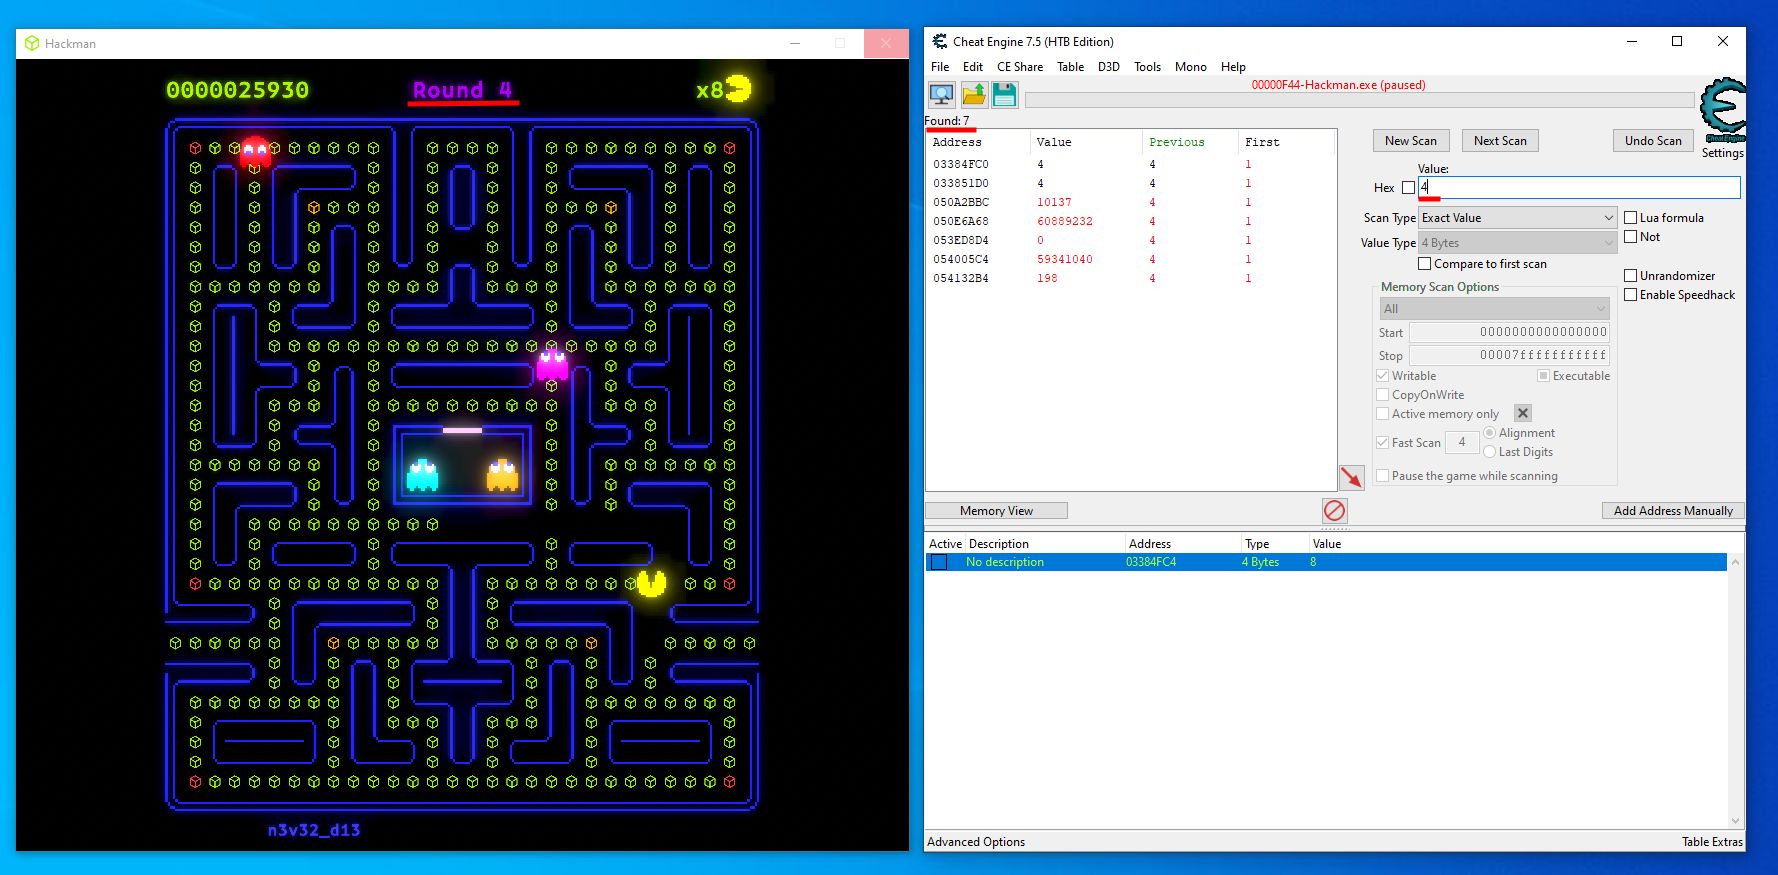 Hackman
0000025930
Round 4
x8
n3v32_d13
Cheat Engine 7.5 (HTB Edition)
File Edit CE Share Table D3D Tools Mono Help
00000F44-Hackman.exe (paused)
Found: 7
Address Value Previous First
03384FC0 4 4 1
033851D0 4 4 1
050A2BBC 10137 4 1
050E6A68 60889232 4 1
053ED8D4 0 4 1
054005C4 59341040 4 1
054132B4 198 4 1
New Scan Next Scan Undo Scan
Cheat Engine
Settings
Value:
Hex 4
Scan Type Exact Value
Lua formula
Value Type 4 Bytes
Not
Compare to first scan
Unrandomizer
Memory Scan Options
Enable Speedhack
All
Start 0000000000000000
Stop 00007fffffffffff
Writable Executable
CopyOnWrite
Active memory only
Fast Scan 4 Alignment
Last Digits
Pause the game while scanning
Memory View
Add Address Manually
Active Description Address Type Value
No description 03384FC4 4 Bytes 8
Advanced Options
Table Extras